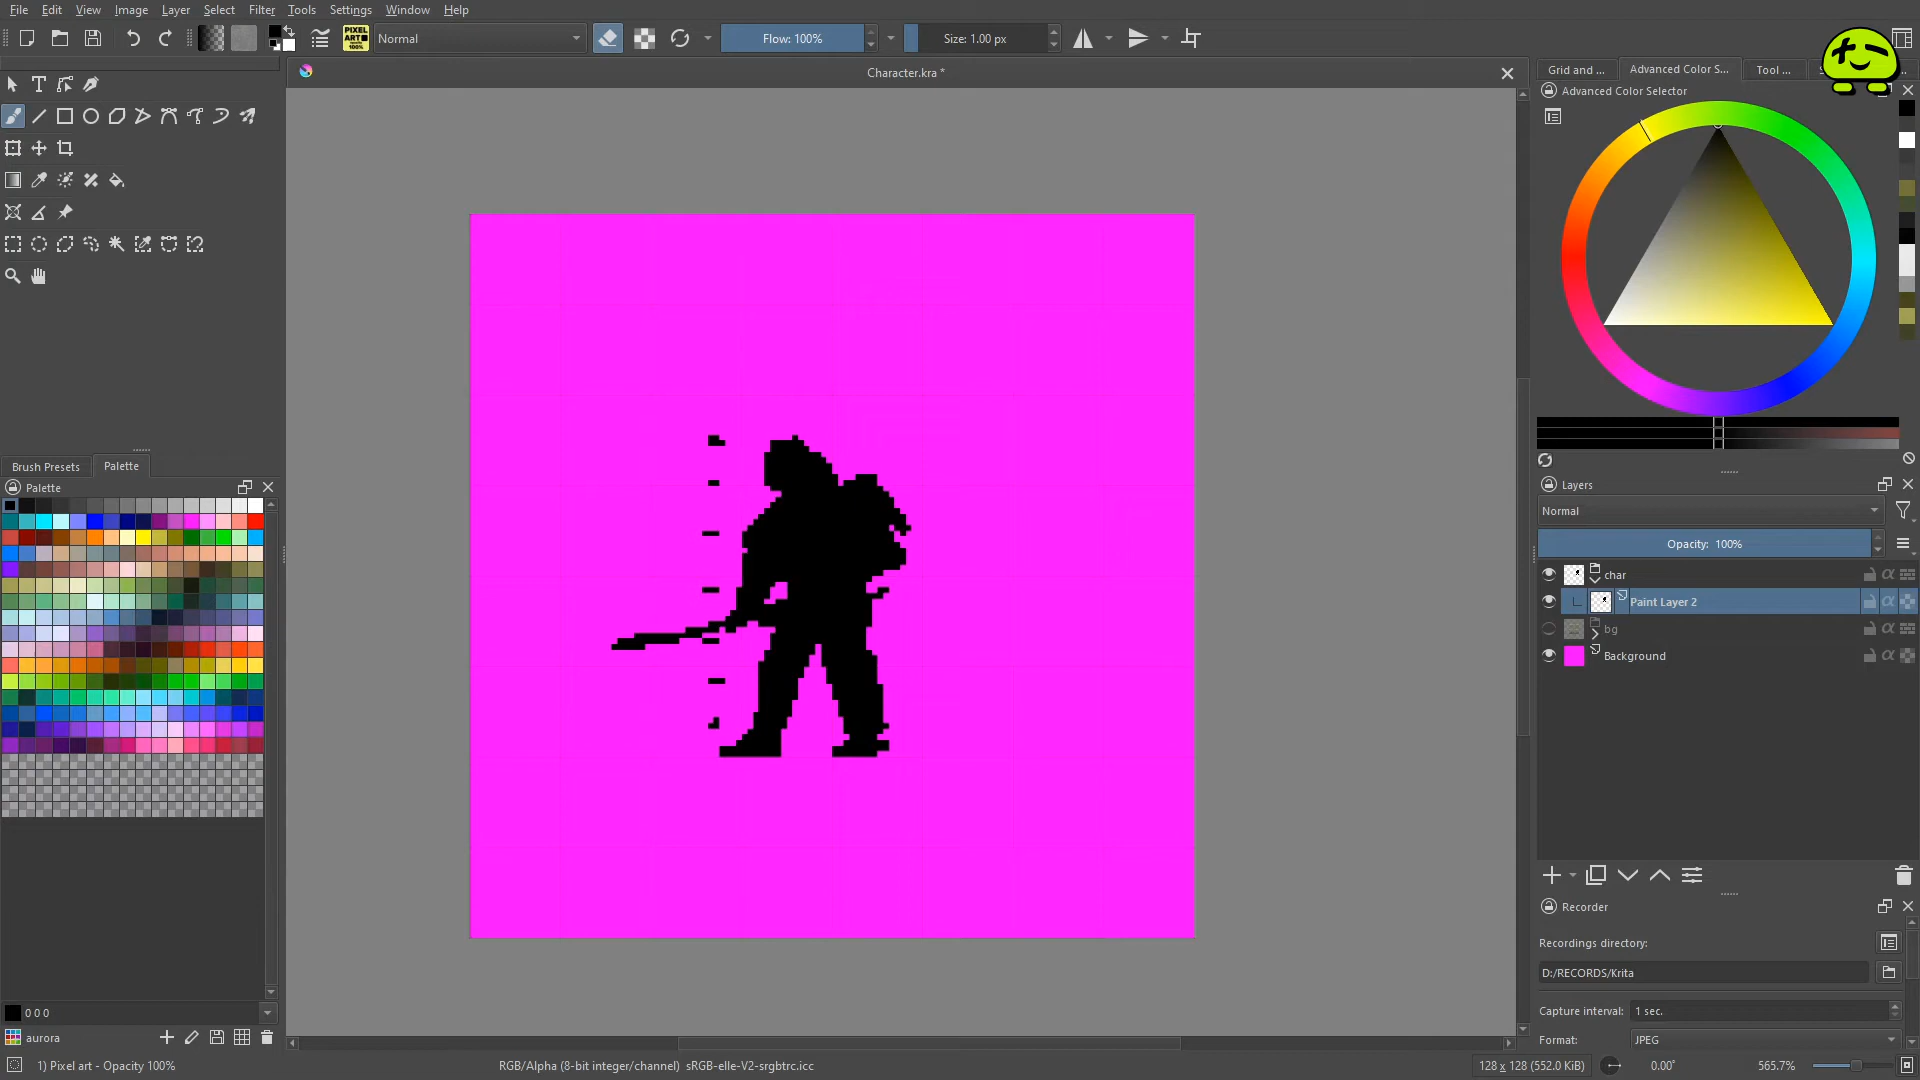 File Edit View Image Layer Select Filter Tools Settings Window Help
PIXEL ART Normal Flow: 100% Size: 1.00 px
Character.kra *
Grid and ... Advanced Color S... Tool ...
Advanced Color Selector
Brush Presets Palette
Palette
Layers
Normal
Opacity: 100%
char
Paint Layer 2
bg
Background
Recorder
Recordings directory:
D:/RECORDS/Krita
Capture interval: 1 sec.
Format: JPEG
0 0 0
aurora
1) Pixel art - Opacity 100%
RGB/Alpha (8-bit integer/channel) sRGB-elle-V2-srgbtrc.icc
128 x 128 (552.0 KiB)
0.00°
565.7%